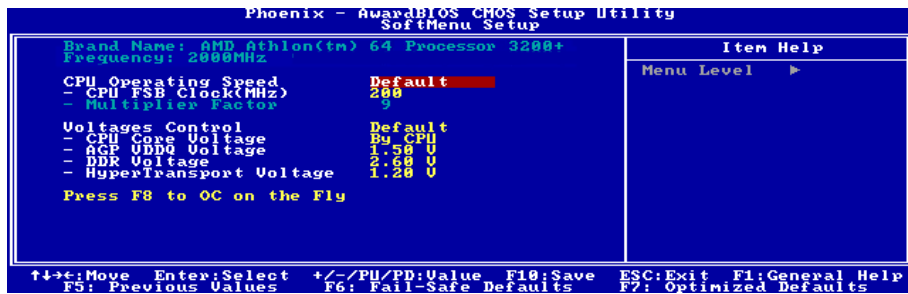 Phoenix - AwardBIOS CMOS Setup Utility
SoftMenu Setup
Brand Name: AMD Athlon(tm) 64 Processor 3200+
Frequency: 2000MHz
Item Help
Menu Level ►
CPU Operating Speed Default
- CPU FSB Clock(MHz) 200
- Multiplier Factor 9
Voltages Control Default
- CPU Core Voltage By CPU
- AGP VDDQ Voltage 1.50 V
- DDR Voltage 2.60 V
- HyperTransport Voltage 1.20 V
Press F8 to OC on the Fly
↑↓→←:Move Enter:Select +/-/PU/PD:Value F10:Save ESC:Exit F1:General Help
F5: Previous Values F6: Fail-Safe Defaults F7: Optimized Defaults